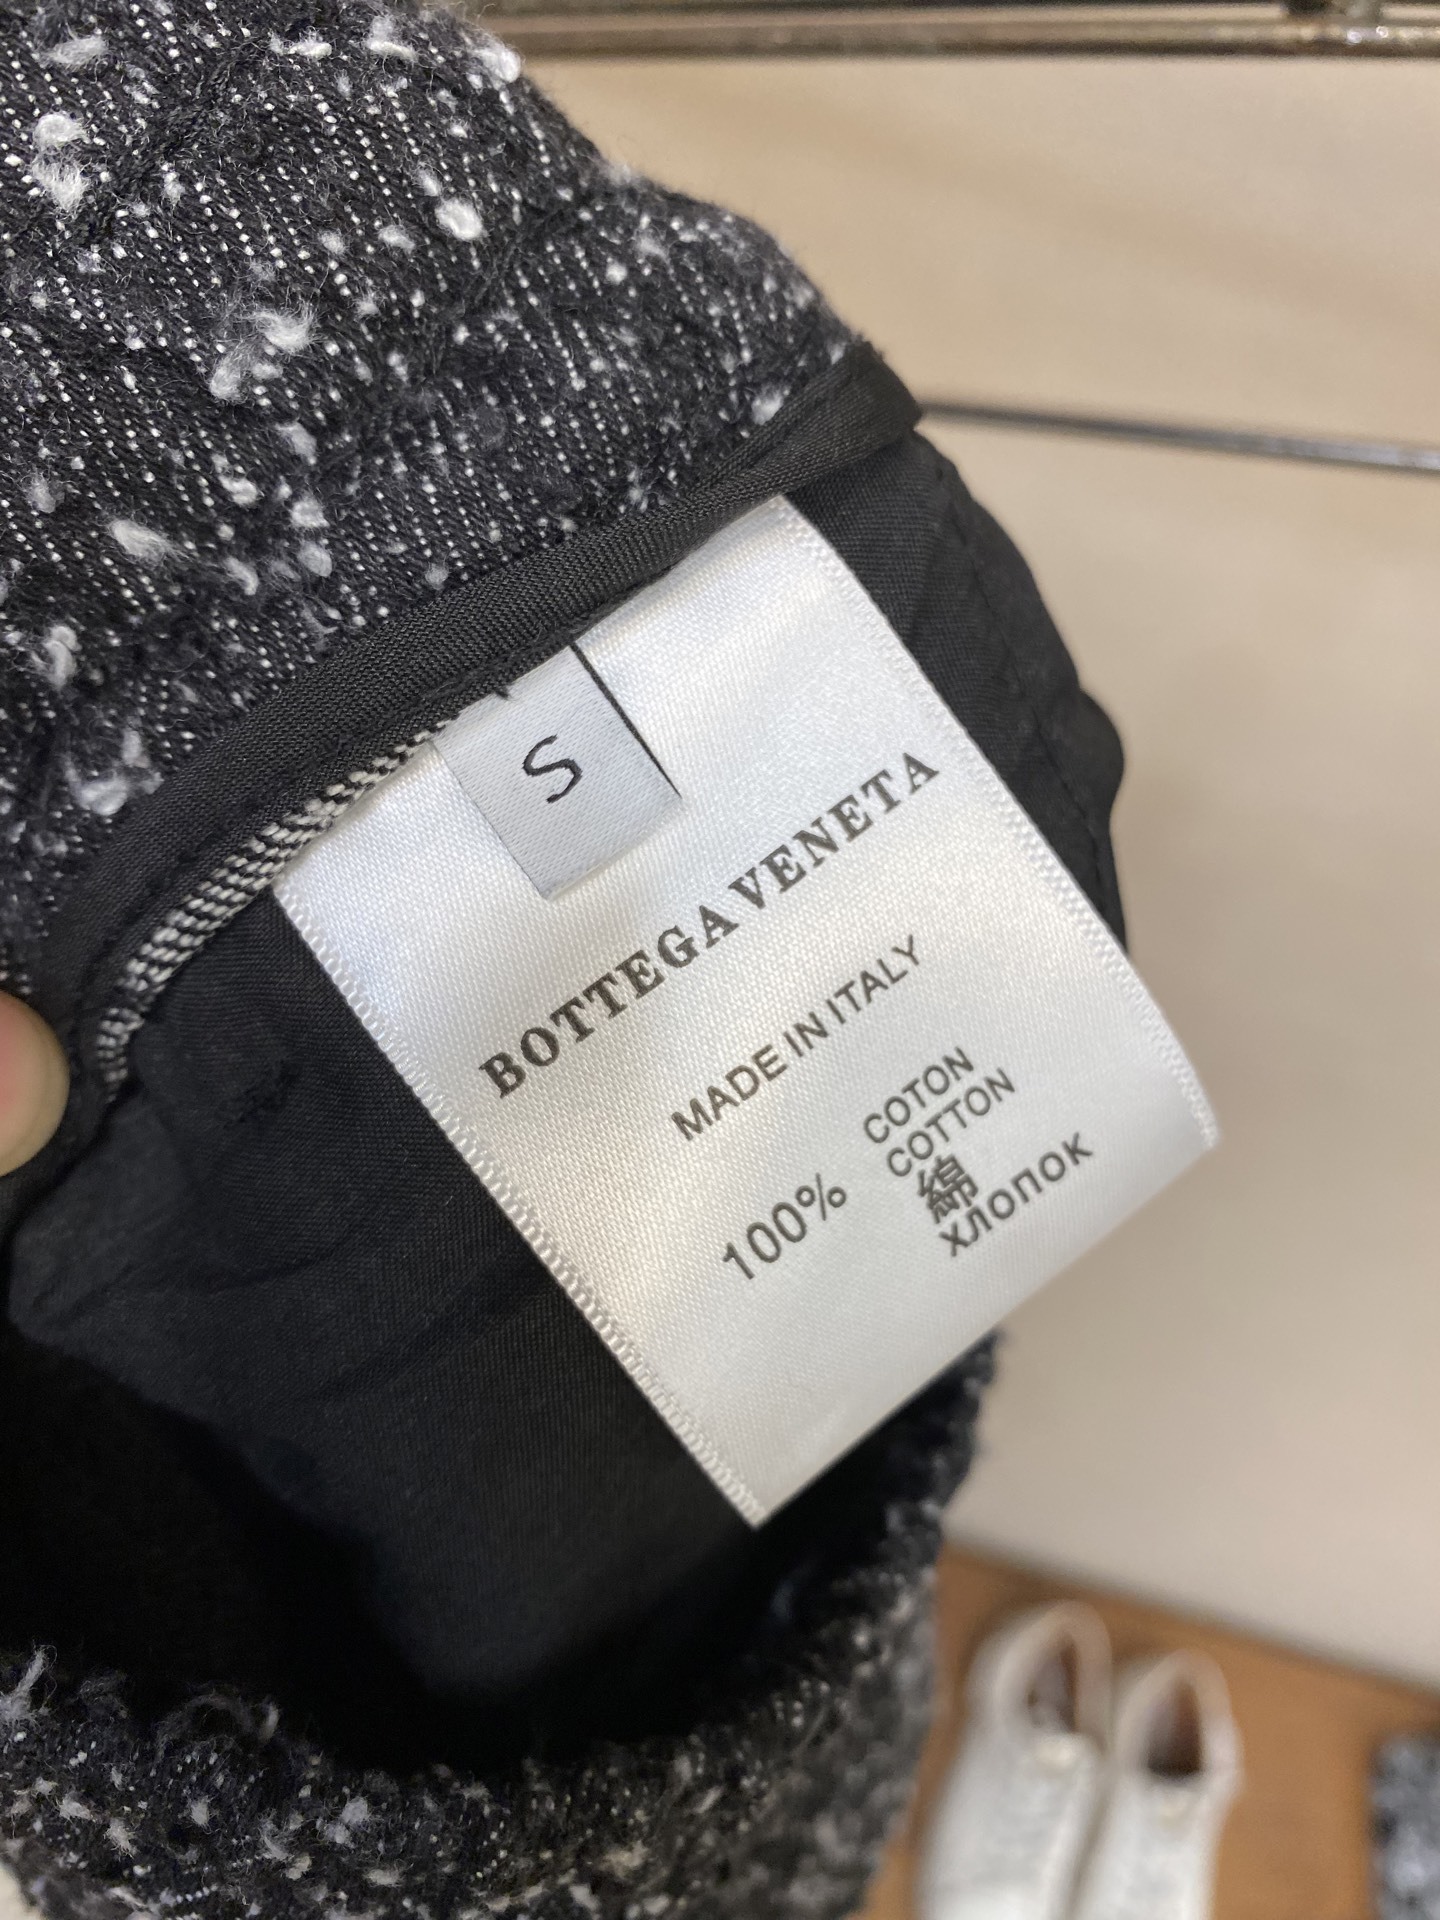 S
BOTTEGA VENETA
MADE IN ITALY
100%
COTON
COTTON
綿
хлопок